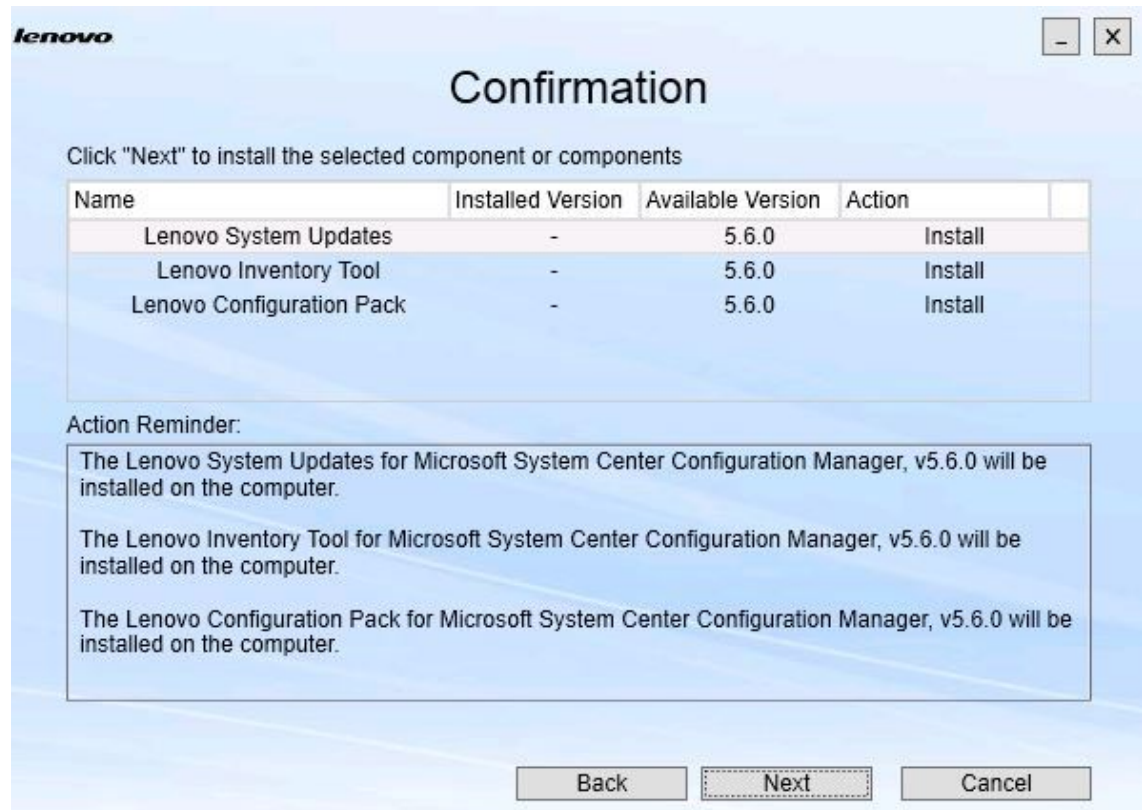 lenovo
Confirmation
Click "Next" to install the selected component or components
Name Installed Version Available Version Action
Lenovo System Updates - 5.6.0 Install
Lenovo Inventory Tool - 5.6.0 Install
Lenovo Configuration Pack - 5.6.0 Install
Action Reminder:
The Lenovo System Updates for Microsoft System Center Configuration Manager, v5.6.0 will be
installed on the computer.
The Lenovo Inventory Tool for Microsoft System Center Configuration Manager, v5.6.0 will be
installed on the computer.
The Lenovo Configuration Pack for Microsoft System Center Configuration Manager, v5.6.0 will be
installed on the computer.
Back Next Cancel